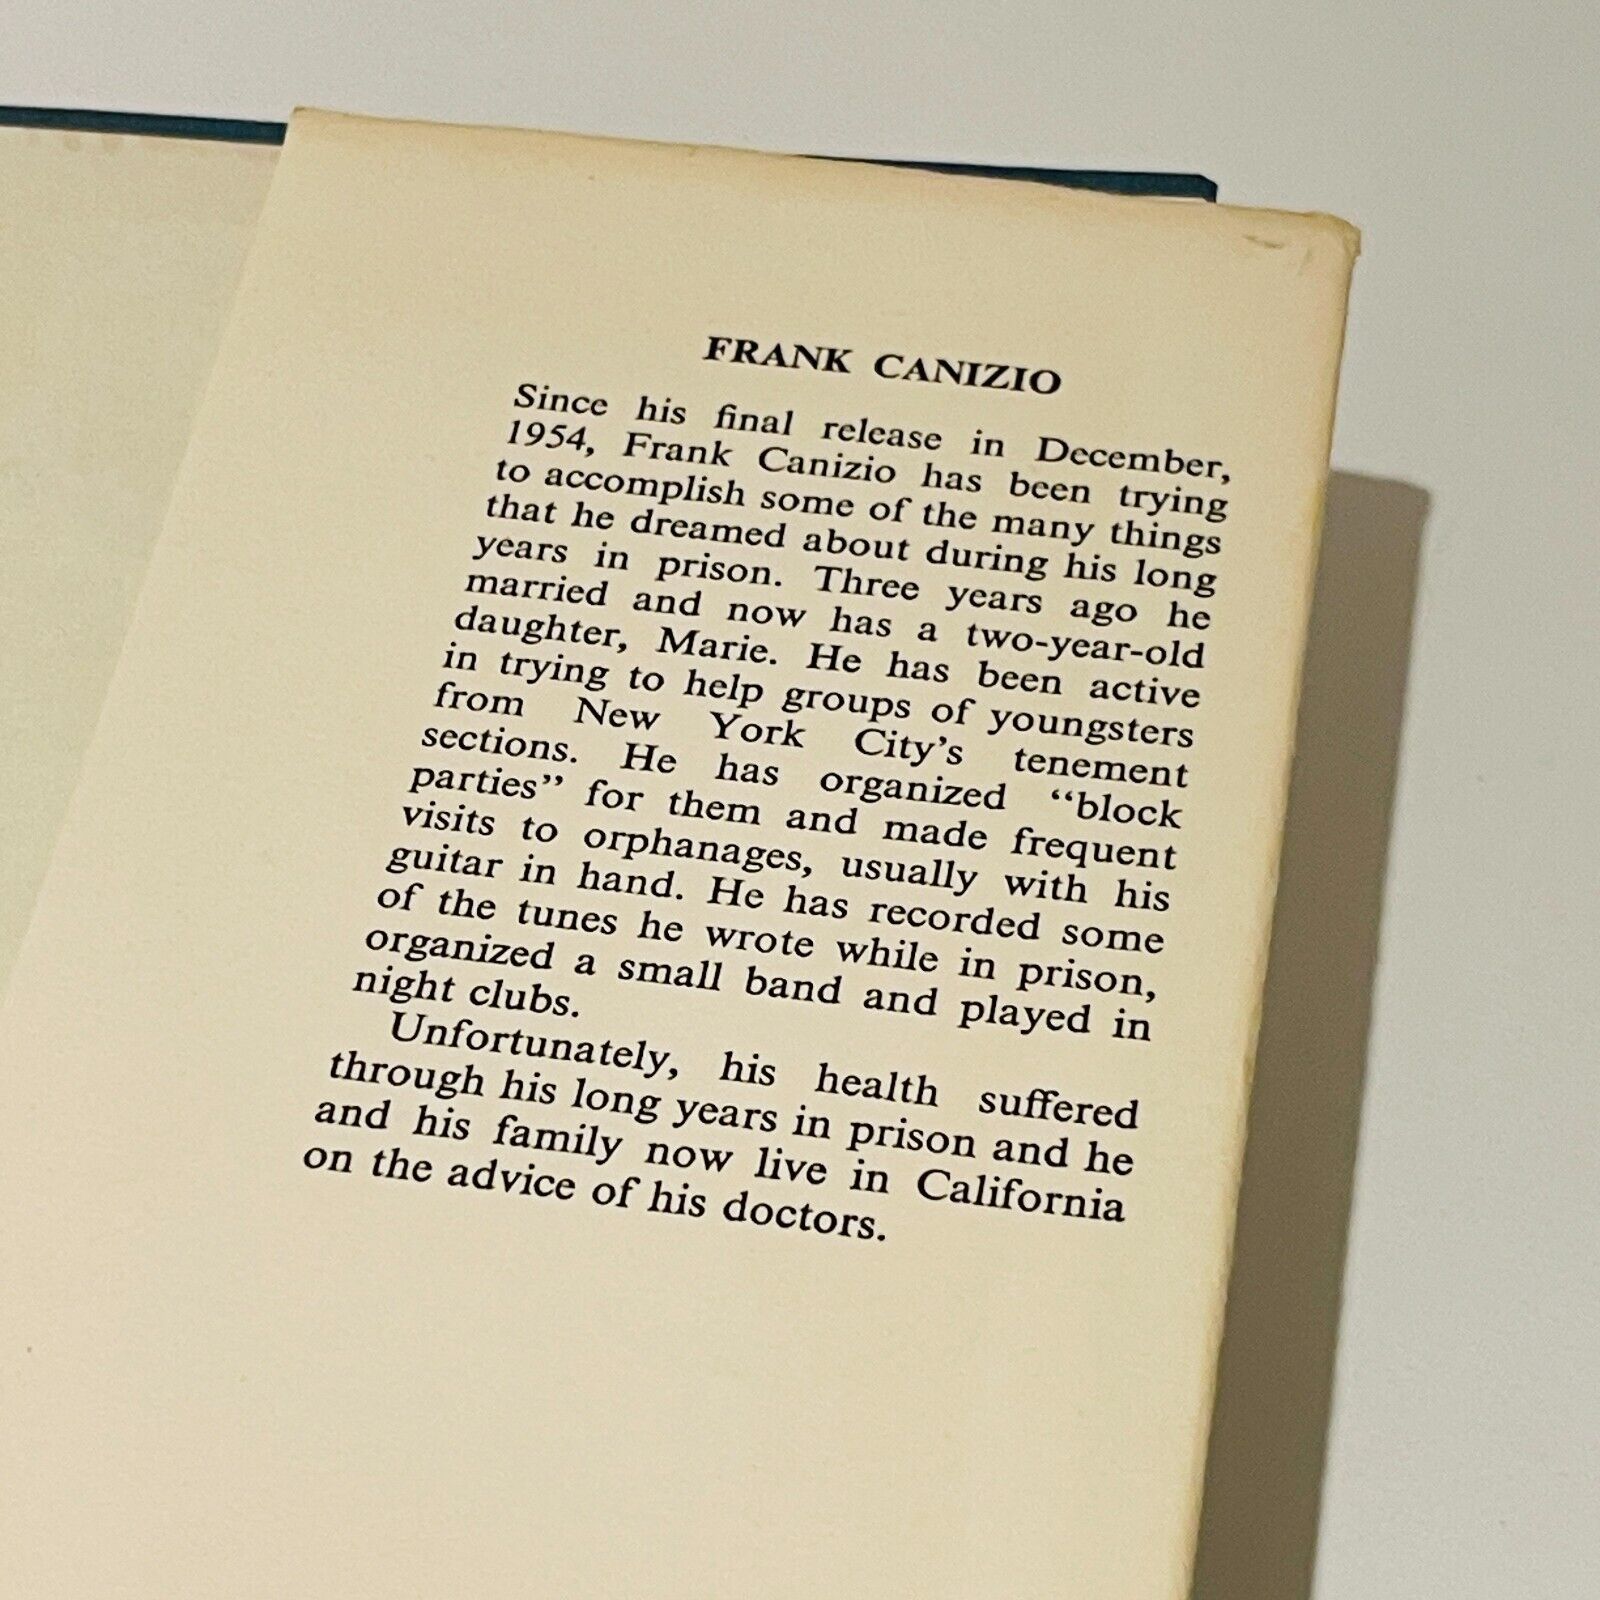 FRANK CANIZIO
Since his final release in December,
1954, Frank Canizio has been trying
to accomplish some of the many things
that he dreamed about during his long
years in prison. Three years ago he
married and now has a two-year-old
daughter, Marie. He has been active
in trying to help groups of youngsters
from New York City’s tenement
sections. He has organized “block
parties” for them and made frequent
visits to orphanages, usually with his
guitar in hand. He has recorded some
of the tunes he wrote while in prison,
organized a small band and played in
night clubs.
Unfortunately, his health suffered
through his long years in prison and he
and his family now live in California
on the advice of his doctors.